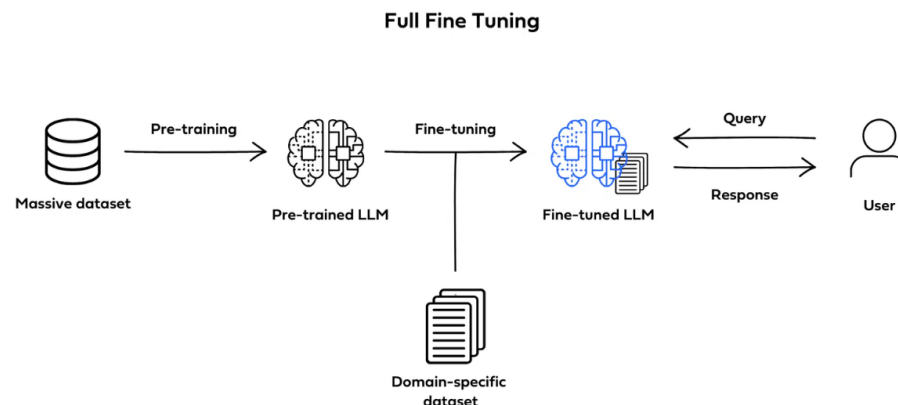 Full Fine Tuning
Pre-training
Fine-tuning
Query
Massive dataset
Pre-trained LLM
Fine-tuned LLM
Response
User
Domain-specific
dataset